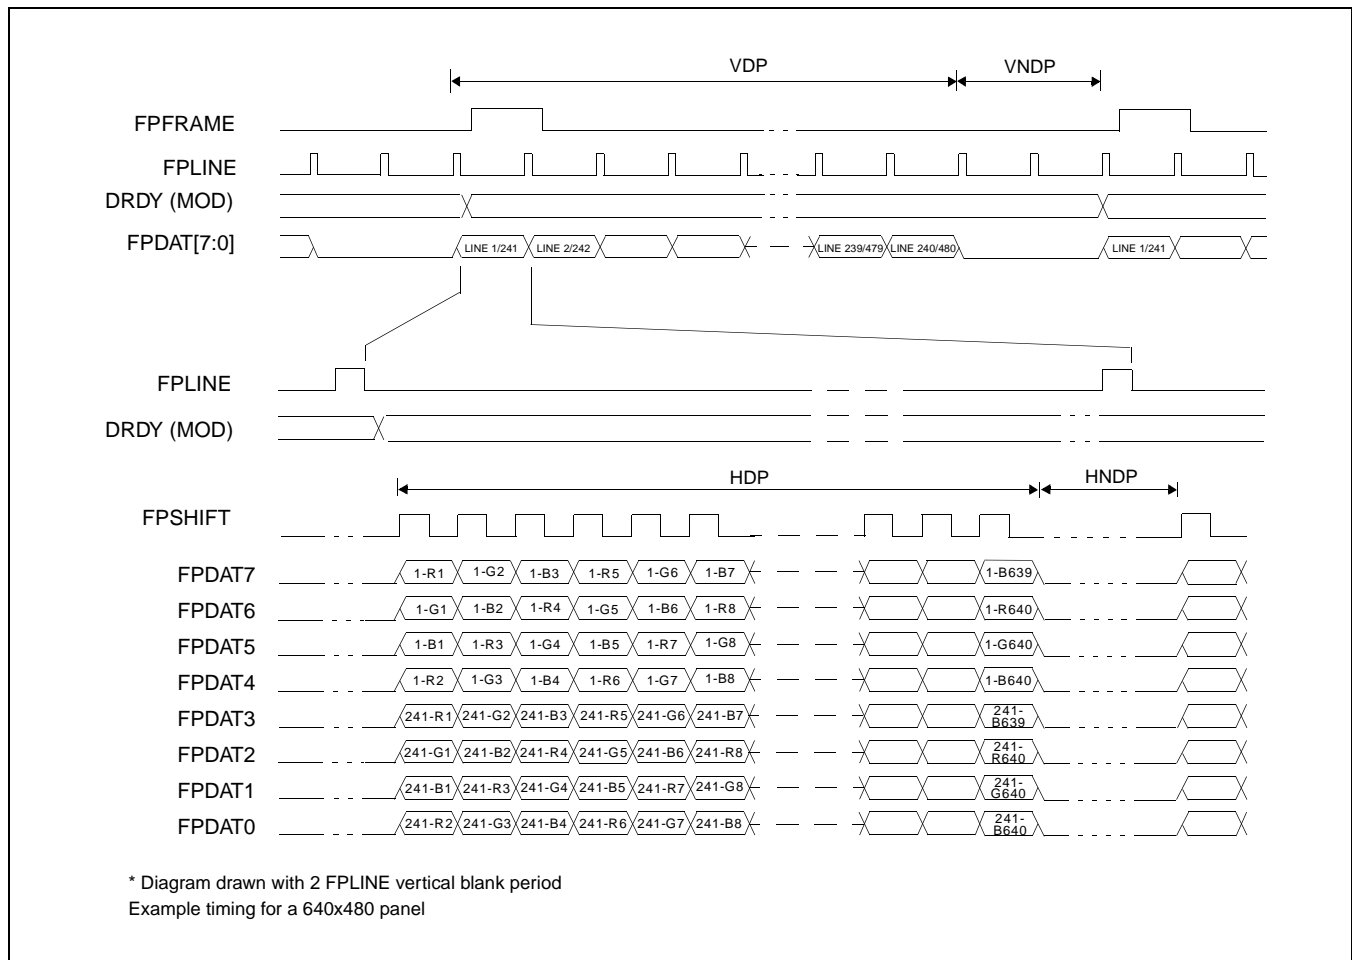 VDP VNDP
FPFRAME
FPLINE
DRDY (MOD)
FPDAT[7:0] LINE 1/241 LINE 2/242 LINE 239/479 LINE 240/480 LINE 1/241
FPLINE
DRDY (MOD)
HDP HNDP
FPSHIFT
FPDAT7 1-R1 1-G2 1-B3 1-R5 1-G6 1-B7 1-B639
FPDAT6 1-G1 1-B2 1-R4 1-G5 1-B6 1-R8 1-R640
FPDAT5 1-B1 1-R3 1-G4 1-B5 1-R7 1-G8 1-G640
FPDAT4 1-R2 1-G3 1-B4 1-R6 1-G7 1-B8 1-B640
FPDAT3 241-R1 241-G2 241-B3 241-R5 241-G6 241-B7 241-B639
FPDAT2 241-G1 241-B2 241-R4 241-G5 241-B6 241-R8 241-R640
FPDAT1 241-B1 241-R3 241-G4 241-B5 241-R7 241-G8 241-G640
FPDAT0 241-R2 241-G3 241-B4 241-R6 241-G7 241-B8 241-B640
* Diagram drawn with 2 FPLINE vertical blank period
Example timing for a 640x480 panel